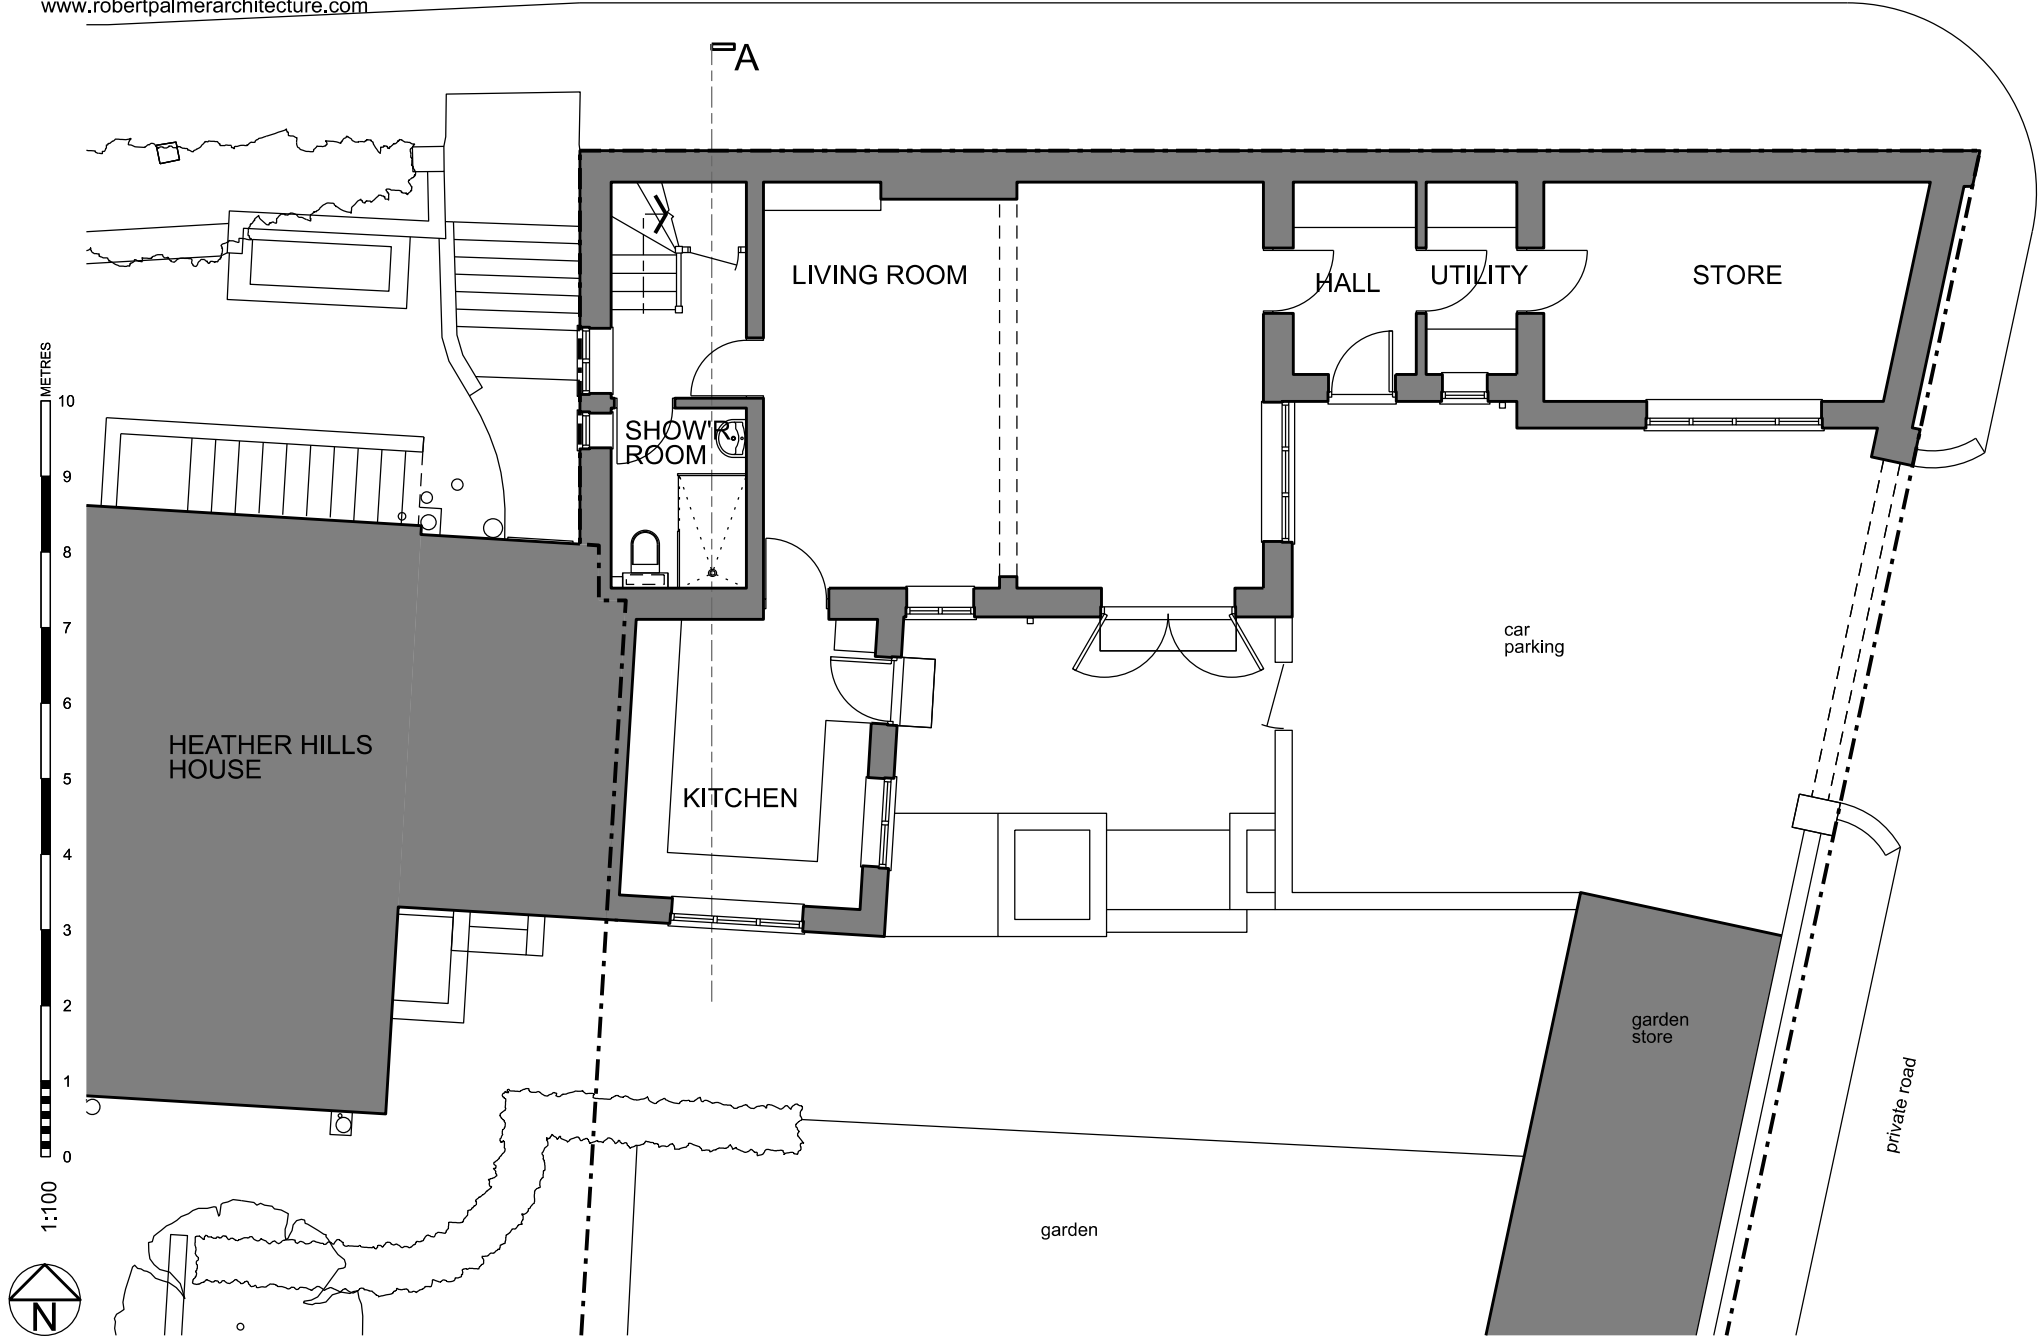 www.robertpalmerarchitecture.com
A
LIVING ROOM
HALL
UTILITY
STORE
METRES
10
9
8
7
6
5
4
3
2
1
0
1:100
N
SHOW'R
ROOM
car
parking
HEATHER HILLS
HOUSE
KITCHEN
garden
store
private road
garden